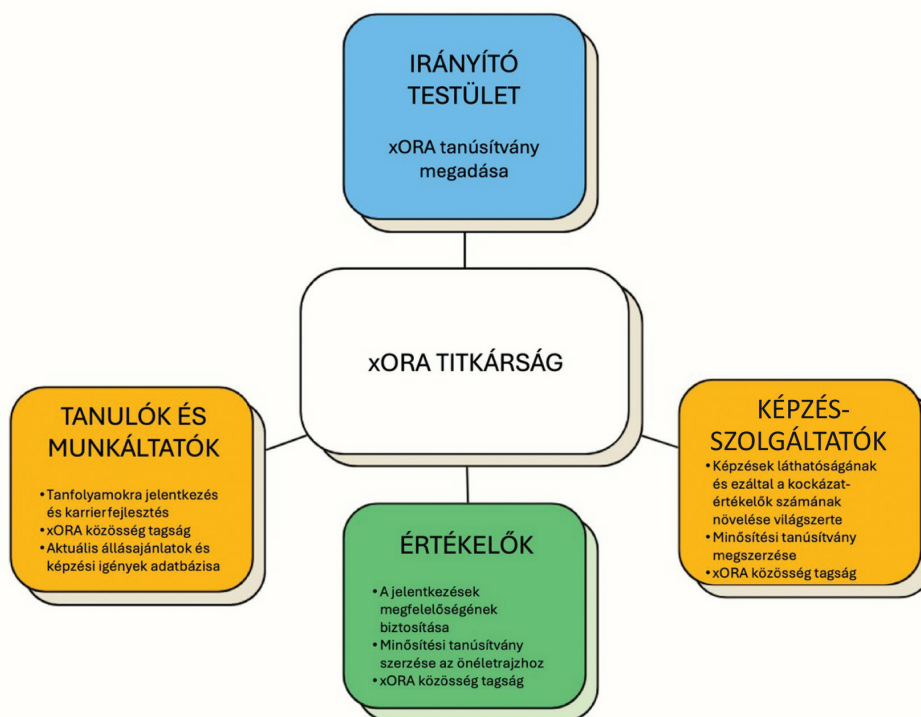 IRÁNYÍTÓ
TESTÜLET
xORA tanúsítvány
megadása
xORA TITKÁRSÁG
TANULÓK ÉS
MUNKÁLTATÓK
•Tanfolyamokra jelentkezés
és karrierfejlesztés
•xORA közösség tagság
•Aktuális állásajánlatok és
képzési igények adatbázisa
ÉRTÉKELŐK
•A jelentkezések
megfelelőségének
biztosítása
•Minősítési tanúsítvány
szerzése az önéletrajzhoz
•xORA közösség tagság
KÉPZÉS-
SZOLGÁLTATÓK
•Képzések láthatóságának
és ezáltal a kockázat-
értékelők számának
növelése világszerte
•Minősítési tanúsítvány
megszerzése
•xORA közösség tagság